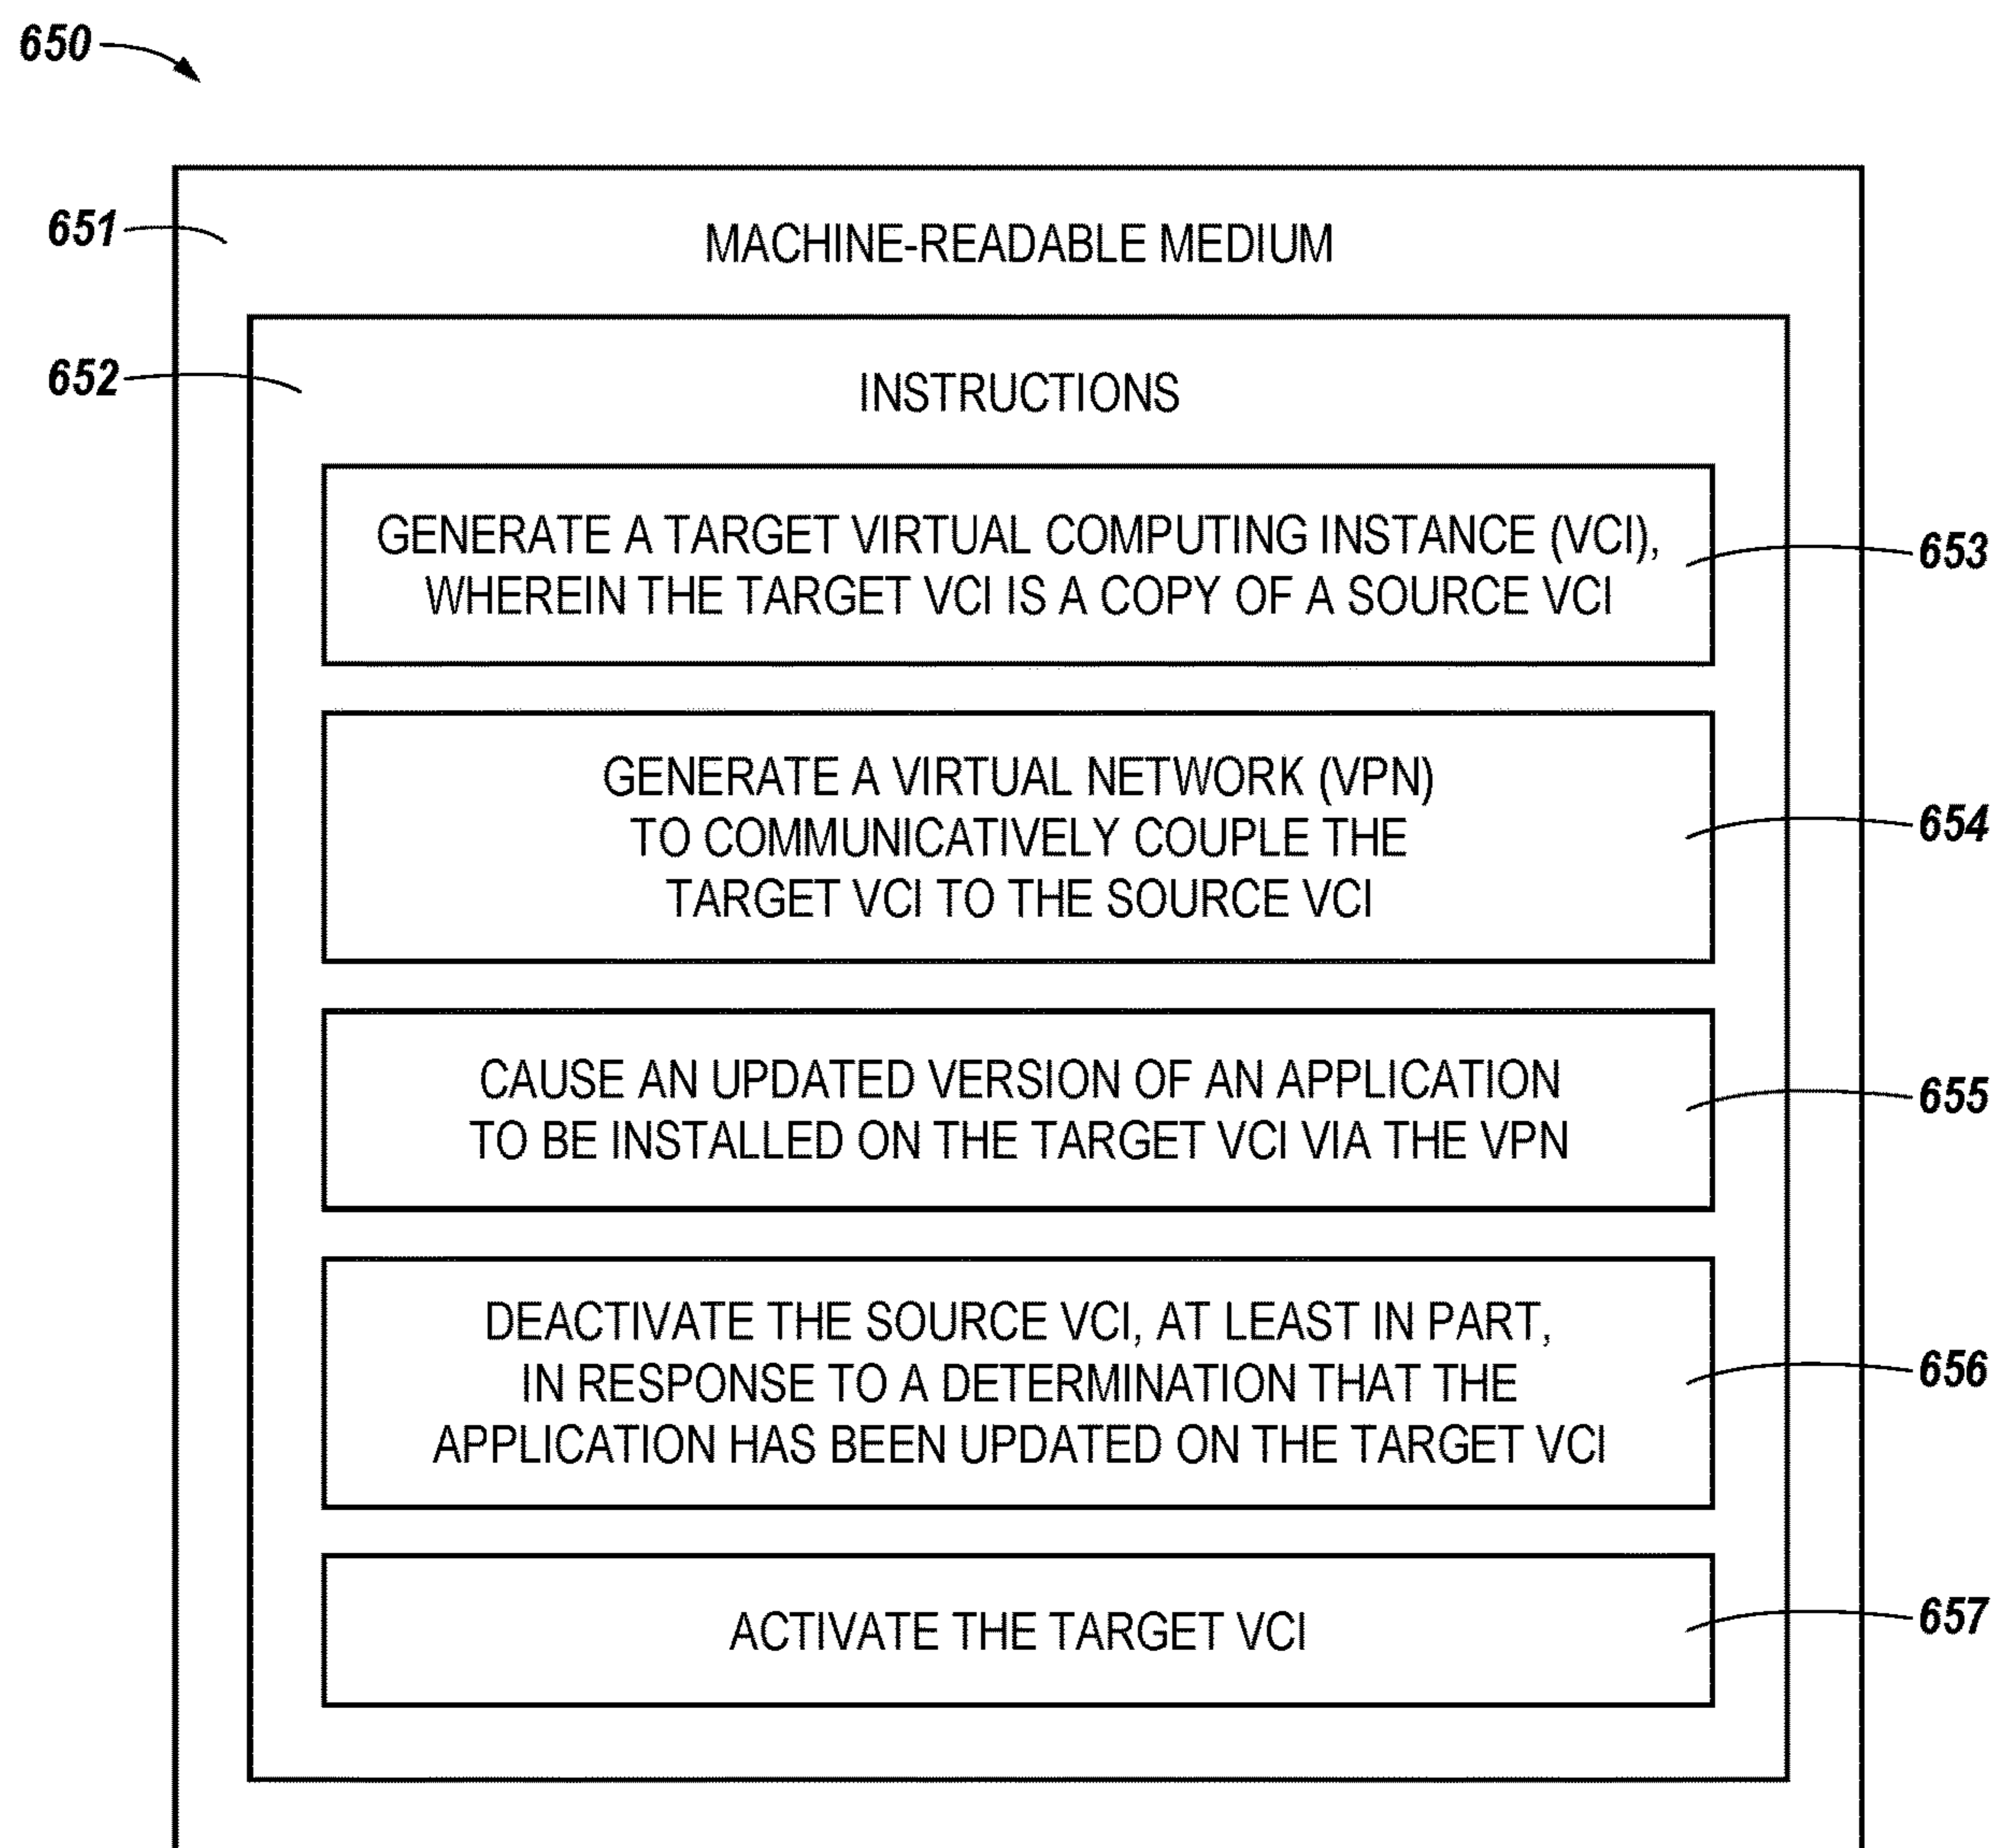 650
651
MACHINE-READABLE MEDIUM
652
INSTRUCTIONS
GENERATE A TARGET VIRTUAL COMPUTING INSTANCE (VCI),
WHEREIN THE TARGET VCI IS A COPY OF A SOURCE VCI
653
GENERATE A VIRTUAL NETWORK (VPN)
TO COMMUNICATIVELY COUPLE THE
TARGET VCI TO THE SOURCE VCI
654
CAUSE AN UPDATED VERSION OF AN APPLICATION
TO BE INSTALLED ON THE TARGET VCI VIA THE VPN
655
DEACTIVATE THE SOURCE VCI, AT LEAST IN PART,
IN RESPONSE TO A DETERMINATION THAT THE
APPLICATION HAS BEEN UPDATED ON THE TARGET VCI
656
ACTIVATE THE TARGET VCI
657